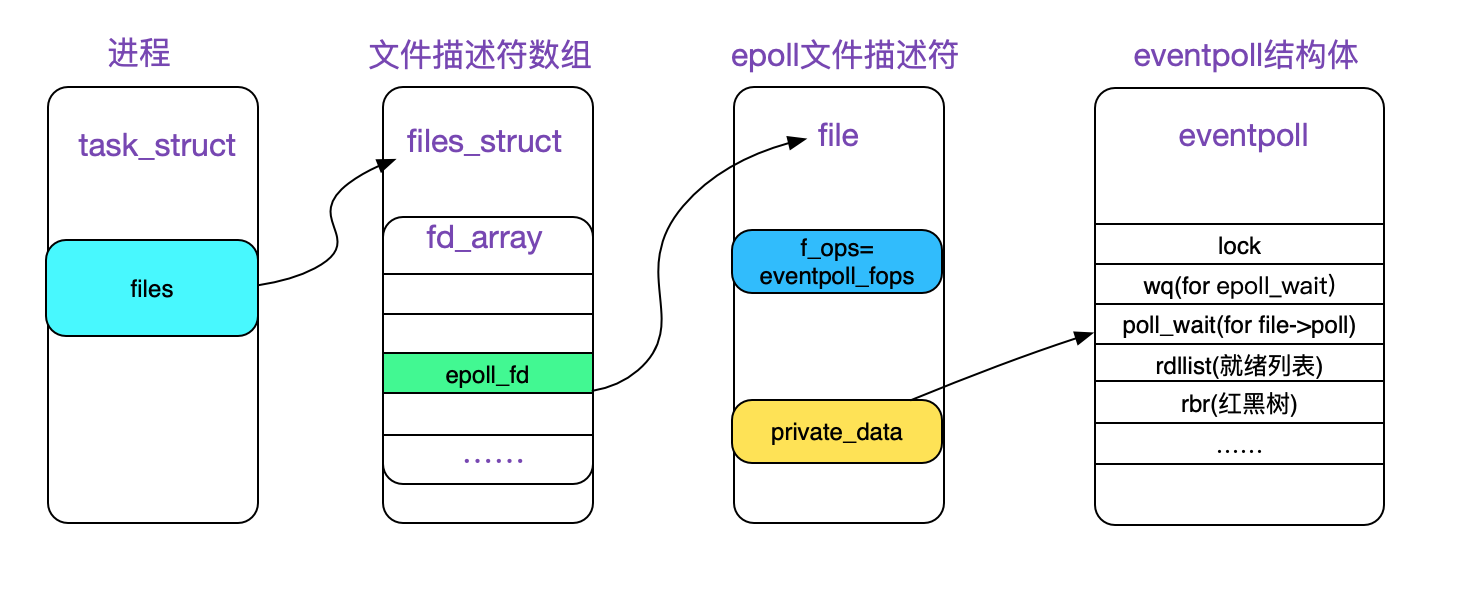 进程
文件描述符数组
epoll文件描述符
eventpoll结构体
task_struct
files
files_struct
fd_array
epoll_fd
……
file
f_ops=
eventpoll_fops
private_data
eventpoll
lock
wq(for epoll_wait)
poll_wait(for file->poll)
rdllist(就绪列表)
rbr(红黑树)
……